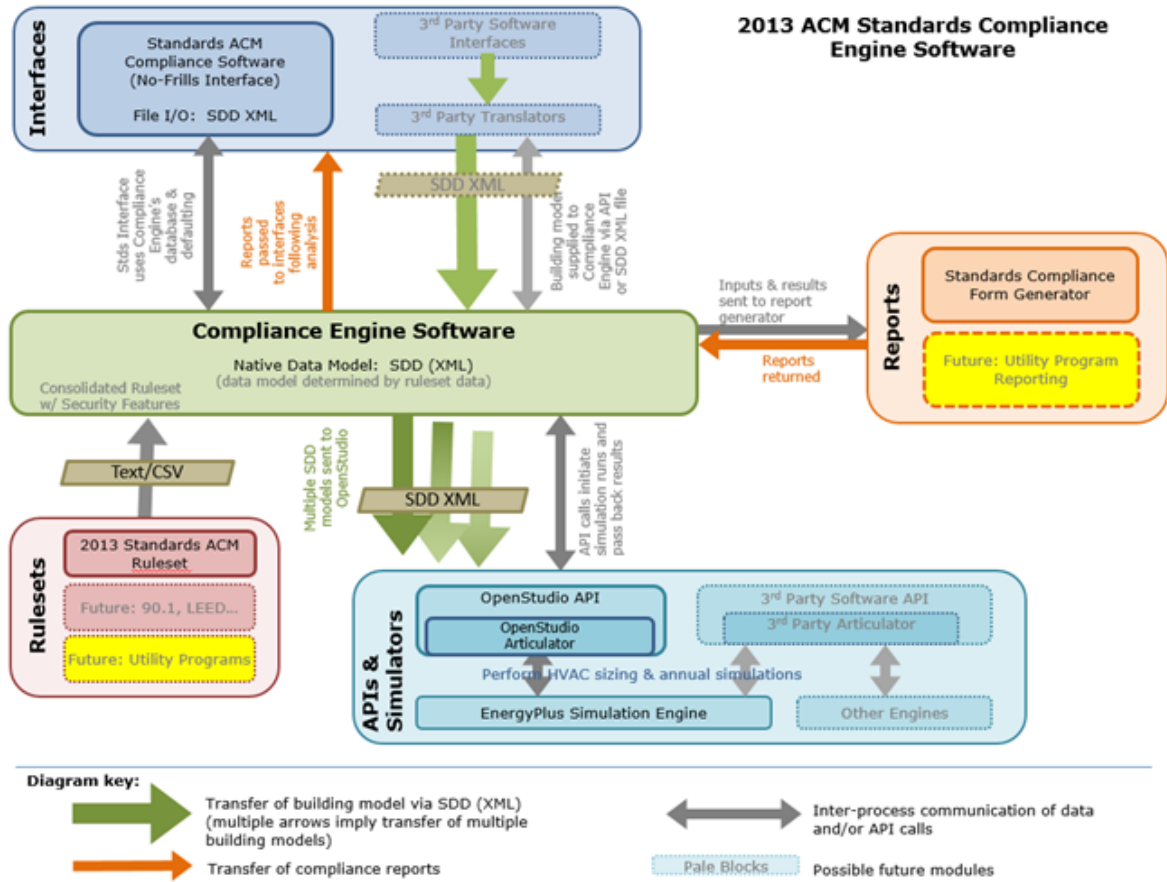 2013 ACM Standards Compliance
Engine Software
Interfaces
Standards ACM
Compliance Software
(No-Frills Interface)
File I/O: SDD XML
3rd Party Software
Interfaces
3rd Party Translators
Stds Interface
uses Compliance
Engine's
database &
defaulting
Reports
passed
to interfaces
following
analysis
SDD XML
Building model
supplied to
Compliance
Engine via API
or SDD XML file
Compliance Engine Software
Native Data Model: SDD (XML)
(data model determined by ruleset data)
Consolidated Ruleset
w/ Security Features
Inputs & results
sent to report
generator
Reports
returned
Reports
Standards Compliance
Form Generator
Future: Utility Program
Reporting
Text/CSV
Multiple SDD
models sent to
OpenStudio
SDD XML
API calls initiate
simulation runs and
pass back results
Rulesets
2013 Standards ACM
Ruleset
Future: 90.1, LEED...
Future: Utility Programs
APIs &
Simulators
OpenStudio API
OpenStudio
Articulator
3rd Party Software API
3rd Party Articulator
Perform HVAC sizing & annual simulations
EnergyPlus Simulation Engine
Other Engines
Diagram key:
Transfer of building model via SDD (XML)
(multiple arrows imply transfer of multiple
building models)
Transfer of compliance reports
Inter-process communication of data
and/or API calls
Pale Blocks
Possible future modules